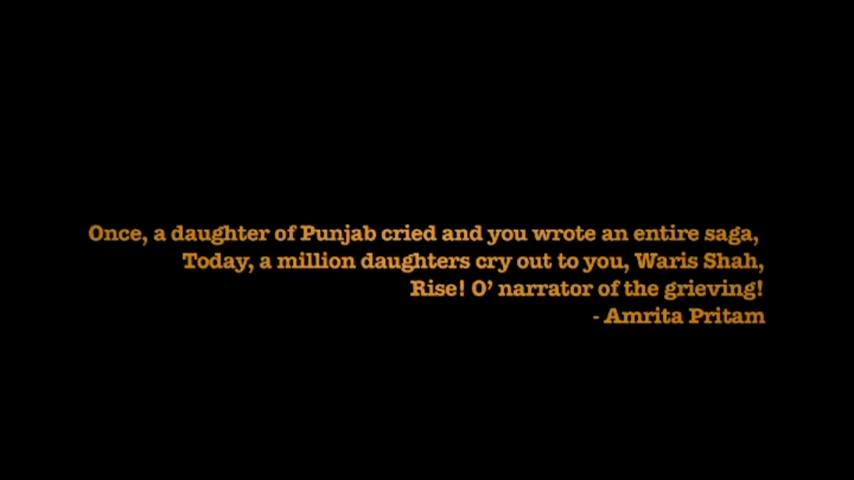 Once, a daughter of Punjab cried and you wrote an entire saga,
Today, a million daughters cry out to you, Waris Shah,
Rise! O’ narrator of the grieving!
- Amrita Pritam